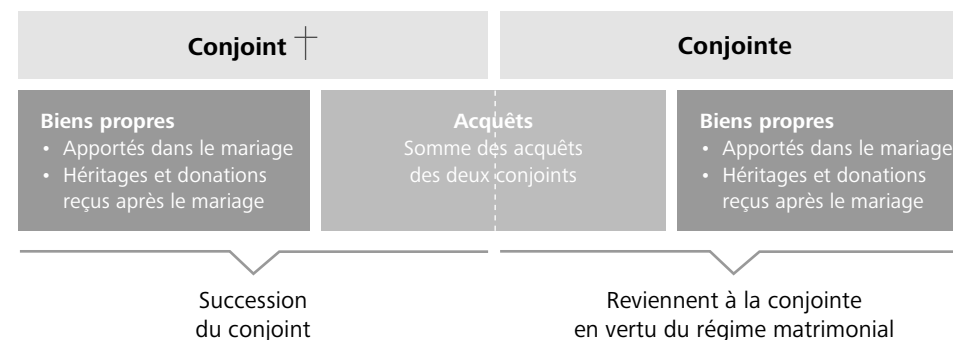 Conjoint
Conjointe
Biens propres
• Apportés dans le mariage
• Héritages et donations
reçus après le mariage
Acquêts
Somme des acquêts
des deux conjoints
Biens propres
• Apportés dans le mariage
• Héritages et donations
reçus après le mariage
Succession
du conjoint
Reviennent à la conjointe
en vertu du régime matrimonial